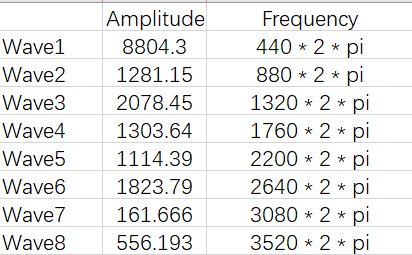 Amplitude Frequency
Wave1 8804.3 440 * 2 * pi
Wave2 1281.15 880 * 2 * pi
Wave3 2078.45 1320 * 2 * pi
Wave4 1303.64 1760 * 2 * pi
Wave5 1114.39 2200 * 2 * pi
Wave6 1823.79 2640 * 2 * pi
Wave7 161.666 3080 * 2 * pi
Wave8 556.193 3520 * 2 * pi